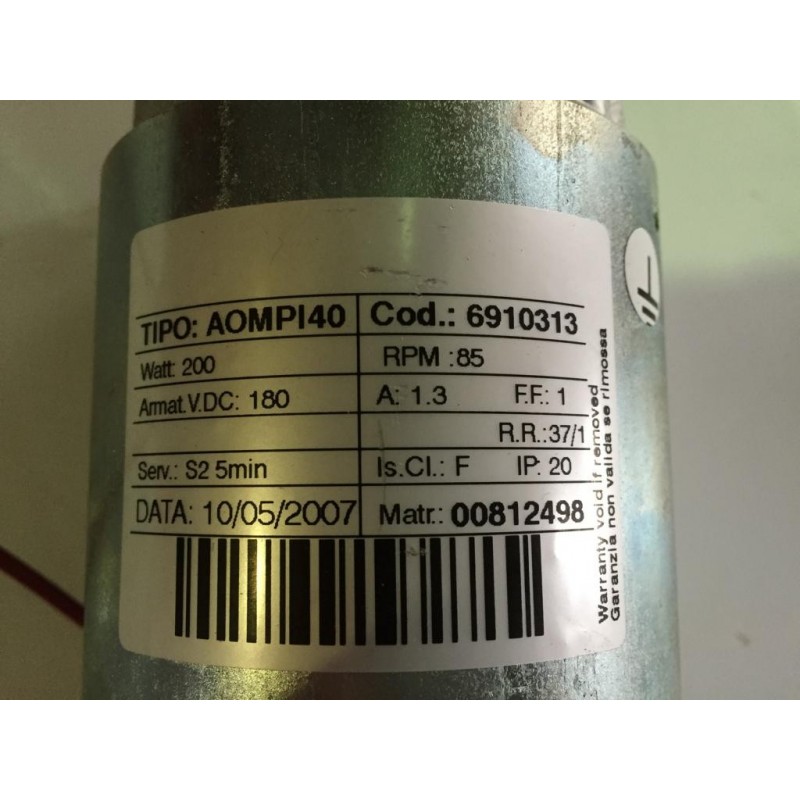 TIPO: AOMPI40 Cod.: 6910313
Watt: 200 RPM :85
Armat.V.DC: 180 A: 1.3 F.F.: 1
R.R.:37/1
Serv.: S2 5min Is.Cl.: F IP: 20
DATA: 10/05/2007 Matr.: 00812498
Warranty void if removed
Garanzia non valida se rimossa